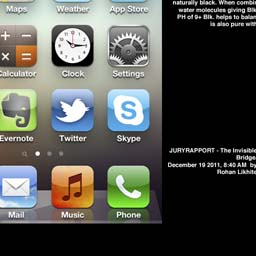 Maps Weather App Store
Calculator Clock Settings
Evernote Twitter Skype
Mail Music Phone
naturally black. When combin
water molecules giving Blk
PH of 9+ Blk. helps to balan
is also pure with
JURYRAPPORT - The Invisible
Bridge
December 19 2011, 8:40 AM by
Rohan Likhite